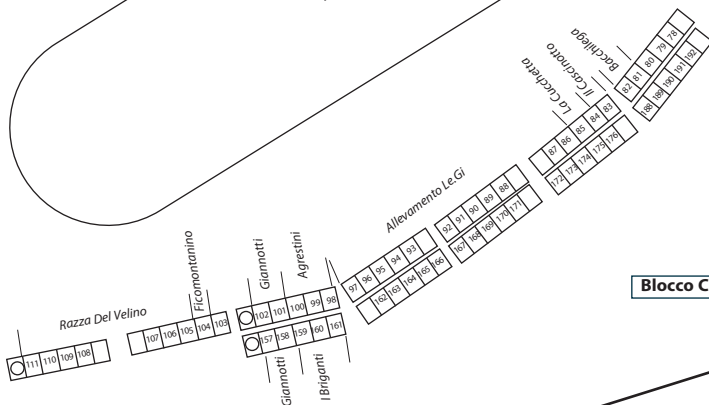 Bacchilega
Il Cascinotto
La Cucchetta
82 81 80 79 78
188 189 190 191 192
87 86 85 84 83
172 173 174 175 176
Allevamento Le.Gi
92 91 90 89 88
167 168 169 170 171
97 96 95 94 93
162 163 164 165 166
Blocco C
Agrestini
Giannotti
Ficomontanino
Razza Del Velino
102 101 100 99 98
157 158 159 160 161
107 106 105 104 103
111 110 109 108
Giannotti
I Briganti